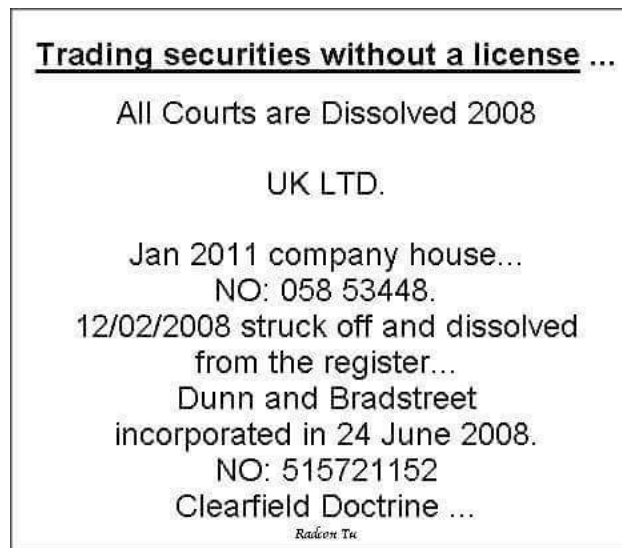 Trading securities without a license ...
All Courts are Dissolved 2008
UK LTD.
Jan 2011 company house...
NO: 058 53448.
12/02/2008 struck off and dissolved
from the register...
Dunn and Bradstreet
incorporated in 24 June 2008.
NO: 515721152
Clearfield Doctrine ...
Radcon Tu